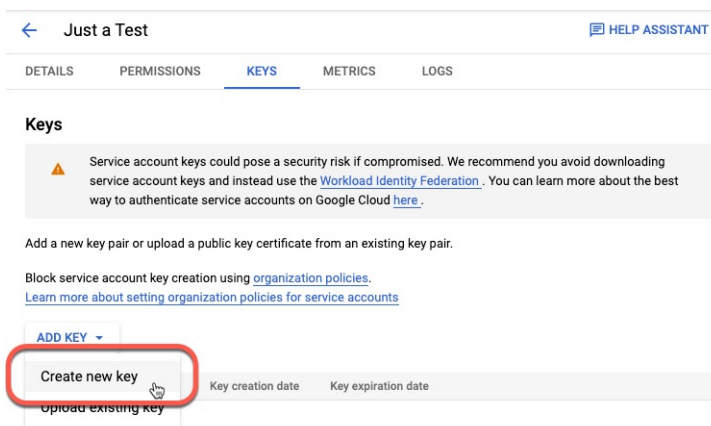 Just a Test
HELP ASSISTANT
DETAILS PERMISSIONS KEYS METRICS LOGS
Keys
Service account keys could pose a security risk if compromised. We recommend you avoid downloading
service account keys and instead use the Workload Identity Federation . You can learn more about the best
way to authenticate service accounts on Google Cloud here .
Add a new key pair or upload a public key certificate from an existing key pair.
Block service account key creation using organization policies.
Learn more about setting organization policies for service accounts
ADD KEY
Create new key
Key creation date Key expiration date
Upload existing key